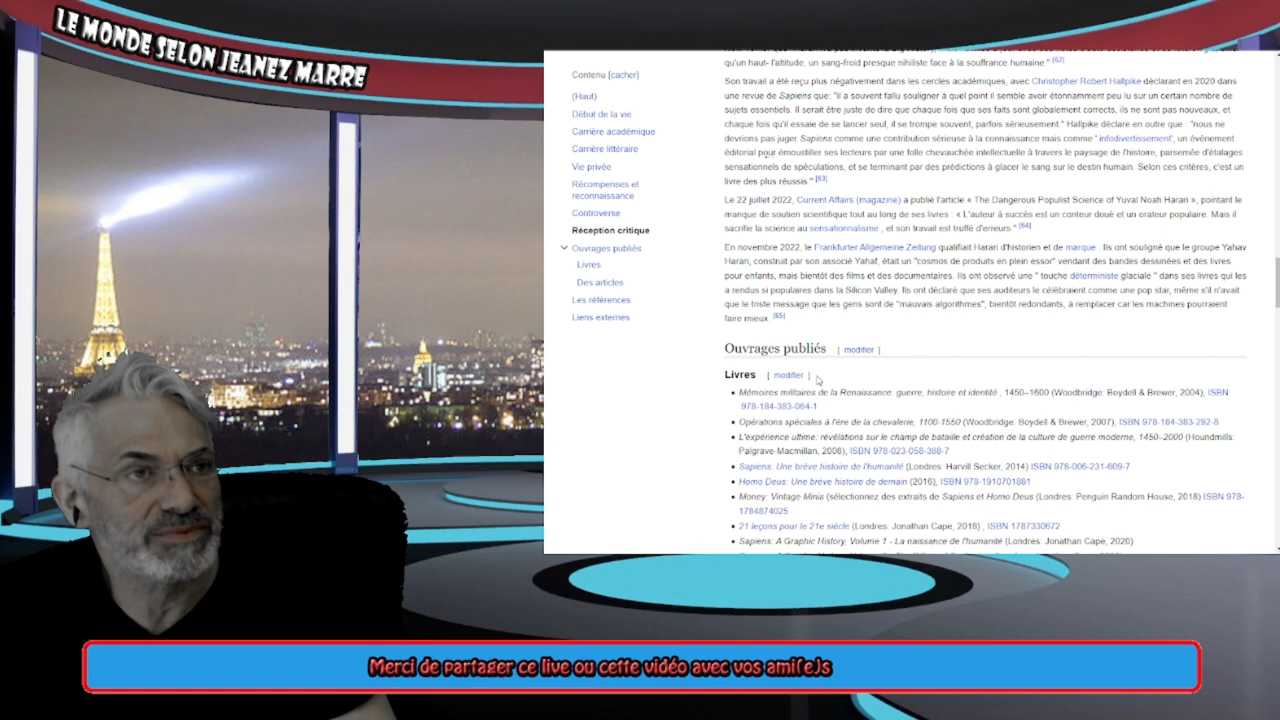 LE MONDE SELON JEANEZ MARRE
Contenu [cacher]
(Haut)
Début de la vie
Carrière académique
Carrière littéraire
Vie privée
Récompenses et
reconnaissance
Controverse
Réception critique
Ouvrages publiés
Livres
Des articles
Les références
Liens externes
qu'un haut- l'altitude, un sang-froid presque nihiliste face à la souffrance humaine." [62]
Son travail a été reçu plus négativement dans les cercles académiques, avec Christopher Robert Hallpike déclarant en 2020 dans
une revue de Sapiens que: "il a souvent fallu souligner à quel point il semble avoir étonnamment peu lu sur un certain nombre de
sujets essentiels. Il serait être juste de dire que chaque fois que ses faits sont globalement corrects, ils ne sont pas nouveaux, et
chaque fois qu'il essaie de se lancer seul, il se trompe souvent, parfois sérieusement." Hallpike déclare en outre que : "nous ne
devrions pas juger Sapiens comme une contribution sérieuse à la connaissance mais comme ' infodivertissement', un événement
éditorial pour émoustiller ses lecteurs par une folle chevauchée intellectuelle à travers le paysage de l'histoire, parsemée d'étalages
sensationnels de spéculations, et se terminant par des prédictions à glacer le sang sur le destin humain. Selon ces critères, c'est un
livre des plus réussis." [63]
Le 22 juillet 2022, Current Affairs (magazine) a publié l'article « The Dangerous Populist Science of Yuval Noah Harari », pointant le
manque de soutien scientifique tout au long de ses livres : « L'auteur à succès est un conteur doué et un orateur populaire. Mais il
sacrifie la science au sensationnalisme , et son travail est truffé d'erreurs " [64]
En novembre 2022, le Frankfurter Allgemeine Zeitung qualifiait Harari d'historien et de marque . Ils ont souligné que le groupe Yahav
Harari, construit par son associé Yahaf, était un "cosmos de produits en plein essor" vendant des bandes dessinées et des livres
pour enfants, mais bientôt des films et des documentaires. Ils ont observé une " touche déterministe glaciale " dans ses livres qui les
a rendus si populaires dans la Silicon Valley. Ils ont déclaré que ses auditeurs le célébraient comme une pop star, même s'il n'avait
que le triste message que les gens sont de "mauvais algorithmes", bientôt redondants, à remplacer car les machines pourraient
faire mieux. [65]
Ouvrages publiés [ modifier ]
Livres [ modifier ]
Mémoires militaires de la Renaissance: guerre, histoire et identité , 1450–1600 (Woodbridge: Boydell & Brewer, 2004), ISBN
978-184-383-064-1
Opérations spéciales à l'ère de la chevalerie, 1100-1550 (Woodbridge: Boydell & Brewer, 2007), ISBN 978-184-383-292-8
L'expérience ultime: révélations sur le champ de bataille et création de la culture de guerre moderne, 1450–2000 (Houndmills:
Palgrave-Macmillan, 2008), ISBN 978-023-058-388-7
Sapiens: Une brève histoire de l'humanité (Londres: Harvill Secker, 2014) ISBN 978-006-231-609-7
Homo Deus: Une brève histoire de demain (2016), ISBN 978-1910701881
Money: Vintage Minis (sélectionnez des extraits de Sapiens et Homo Deus (Londres: Penguin Random House, 2018) ISBN 978-
1784874025
21 leçons pour le 21e siècle (Londres: Jonathan Cape, 2018) , ISBN 1787330672
Sapiens: A Graphic History, Volume 1 - La naissance de l'humanité (Londres: Jonathan Cape, 2020)
Merci de partager ce live ou cette vidéo avec vos ami(e)s